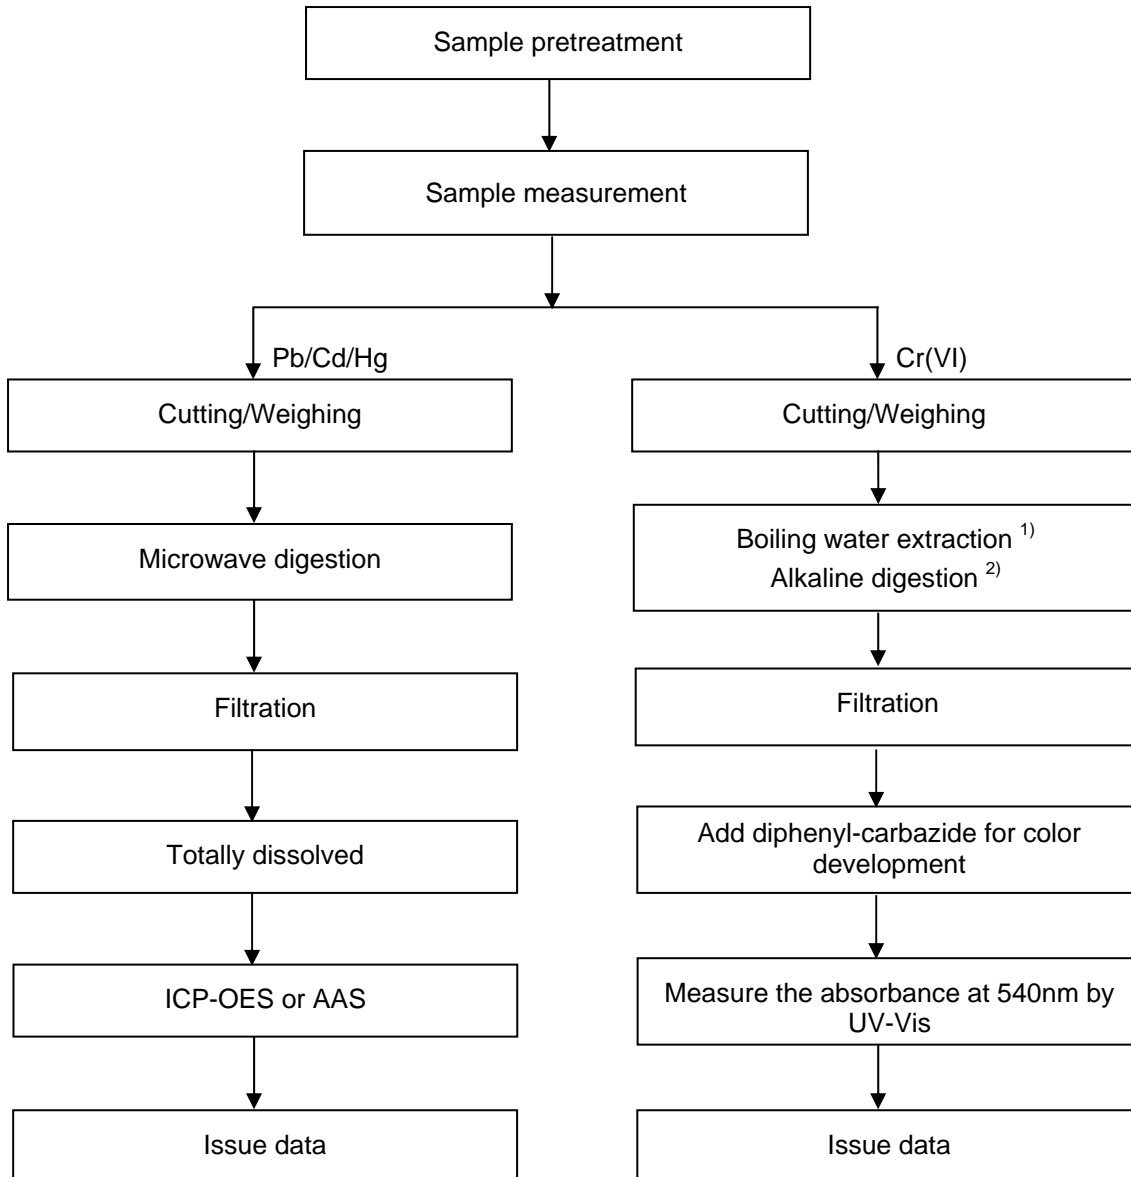 Sample pretreatment
Sample measurement
Pb/Cd/Hg
Cutting/Weighing
Microwave digestion
Filtration
Totally dissolved
ICP-OES or AAS
Issue data
Cr(VI)
Cutting/Weighing
Boiling water extraction 1)
Alkaline digestion 2)
Filtration
Add diphenyl-carbazide for color
development
Measure the absorbance at 540nm by
UV-Vis
Issue data